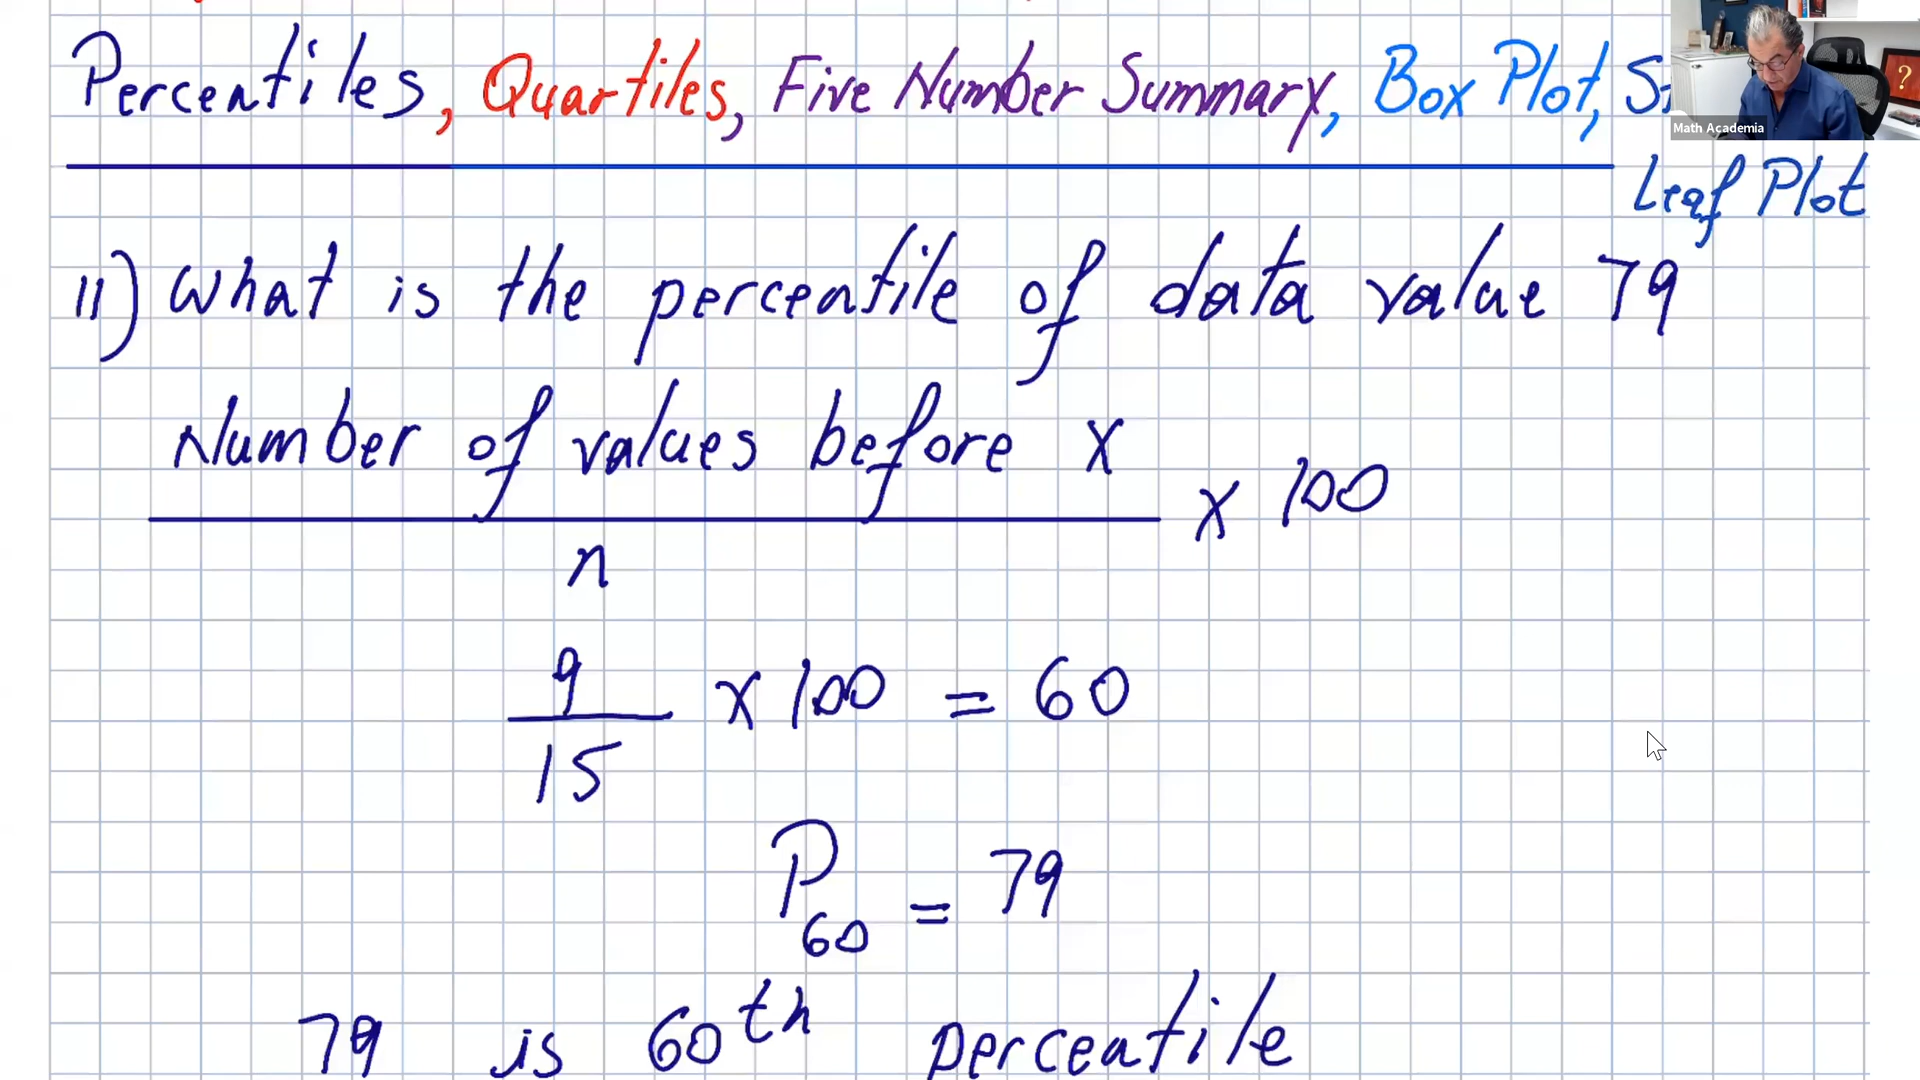 Percentiles, Quartiles, Five Number Summary, Box Plot,
Leaf Plot
Math Academia
?
11) What is the percentile of data value 79
Number of values before x
x 100
n
9
x 100 = 60
15
P60 = 79
79 is 60th percentile